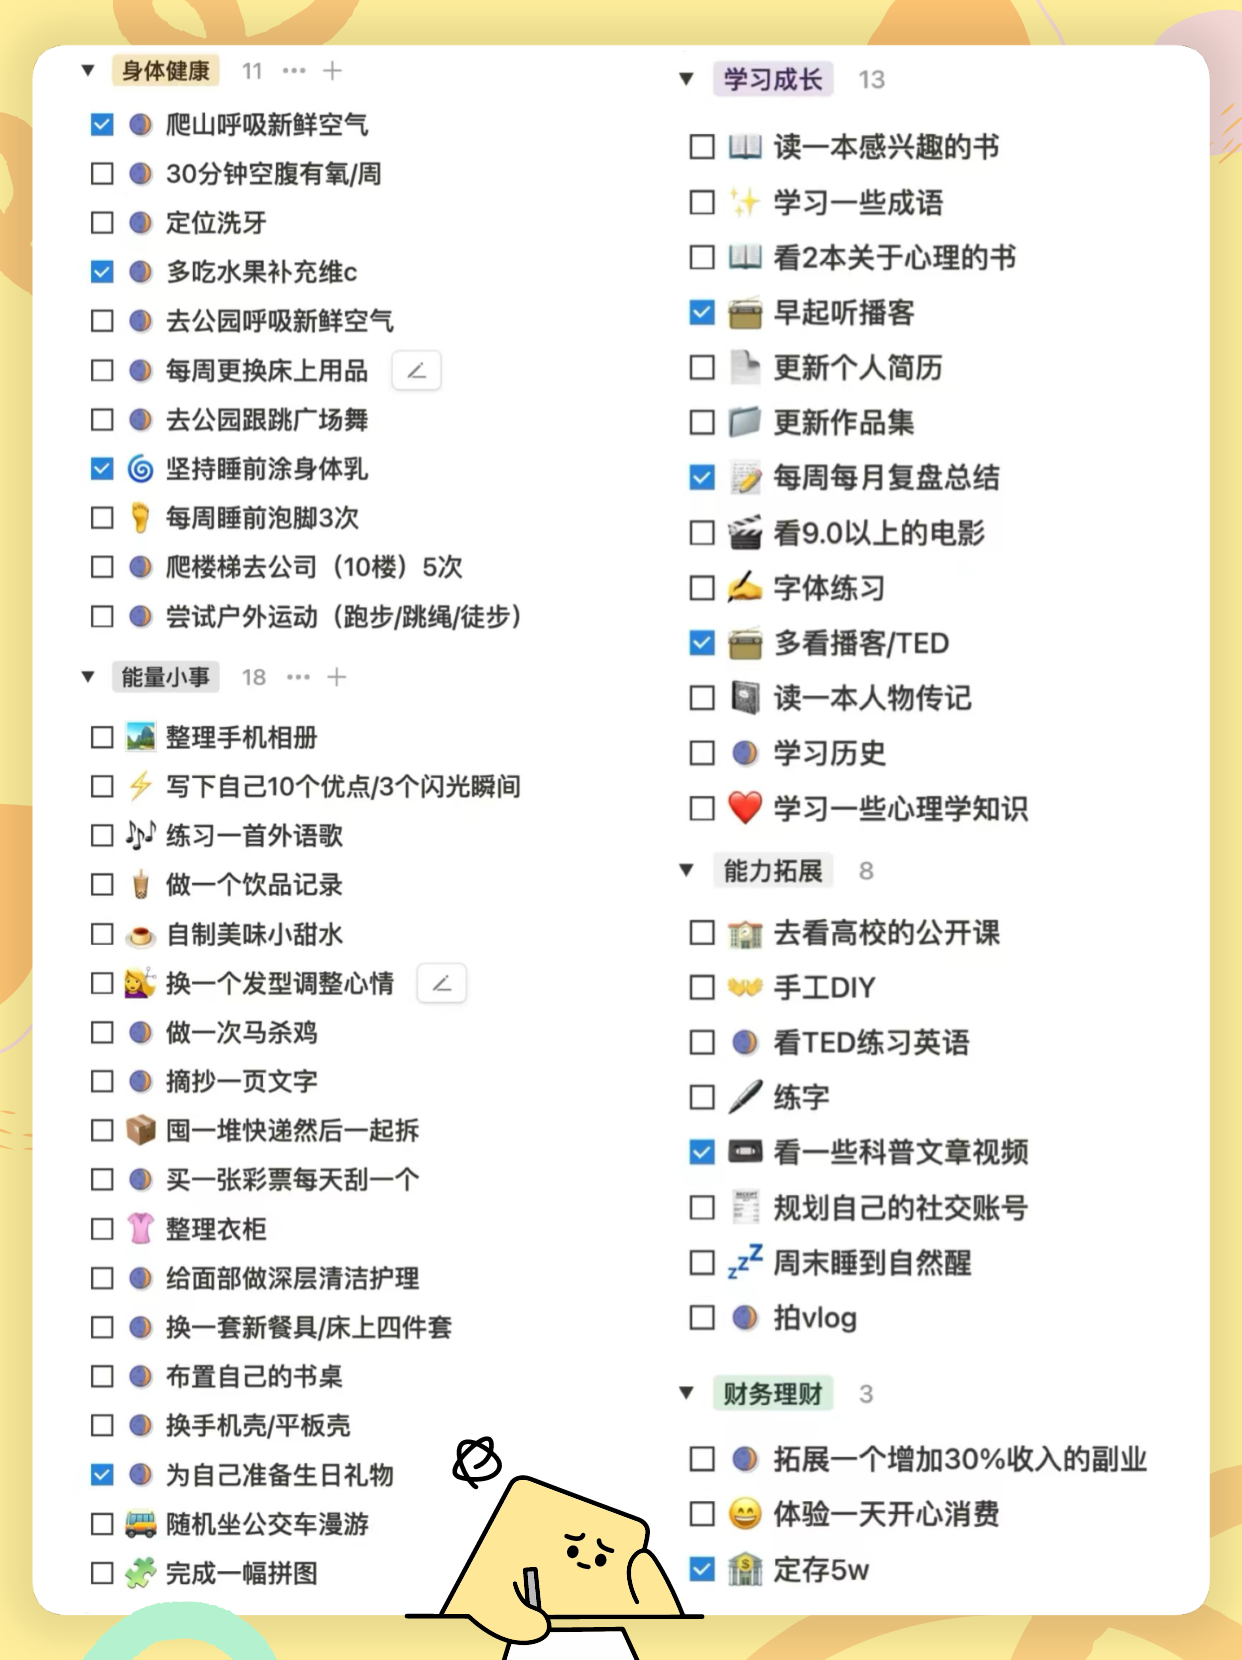 身体健康 11
爬山呼吸新鲜空气
30分钟空腹有氧/周
定位洗牙
多吃水果补充维c
去公园呼吸新鲜空气
每周更换床上用品
去公园跟跳广场舞
坚持睡前涂身体乳
每周睡前泡脚3次
爬楼梯去公司（10楼）5次
尝试户外运动（跑步/跳绳/徒步）
能量小事 18
整理手机相册
写下自己10个优点/3个闪光瞬间
练习一首外语歌
做一个饮品记录
自制美味小甜水
换一个发型调整心情
做一次马杀鸡
摘抄一页文字
囤一堆快递然后一起拆
买一张彩票每天刮一个
整理衣柜
给面部做深层清洁护理
换一套新餐具/床上四件套
布置自己的书桌
换手机壳/平板壳
为自己准备生日礼物
随机坐公交车漫游
完成一幅拼图
学习成长 13
读一本感兴趣的书
学习一些成语
看2本关于心理的书
早起听播客
更新个人简历
更新作品集
每周每月复盘总结
看9.0以上的电影
字体练习
多看播客/TED
读一本人物传记
学习历史
学习一些心理学知识
能力拓展 8
去看高校的公开课
手工DIY
看TED练习英语
练字
看一些科普文章视频
规划自己的社交账号
周末睡到自然醒
拍vlog
财务理财 3
拓展一个增加30%收入的副业
体验一天开心消费
定存5w